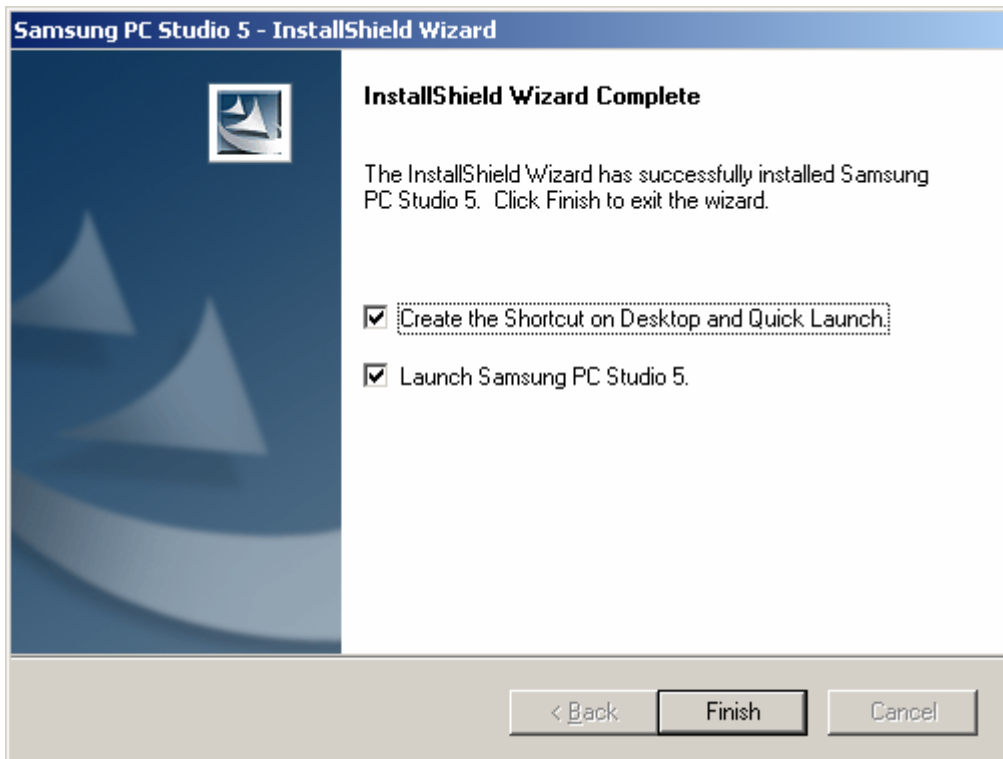 Samsung PC Studio 5 - InstallShield Wizard
InstallShield Wizard Complete
The InstallShield Wizard has successfully installed Samsung
PC Studio 5.  Click Finish to exit the wizard.
Create the Shortcut on Desktop and Quick Launch.
Launch Samsung PC Studio 5.
< Back
Finish
Cancel